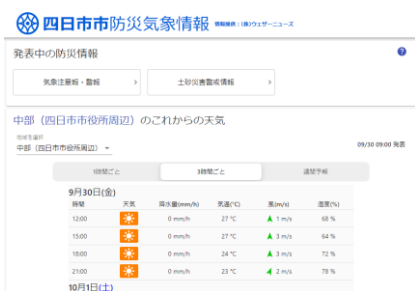 四日市市防災気象情報 情報提供：(株)ウェザーニューズ
発表中の防災情報
?
気象注意報・警報 >
土砂災害警戒情報 >
中部（四日市市役所周辺）のこれからの天気
地域を選択
中部（四日市市役所周辺）
09/30 09:00 発表
1時間ごと 3時間ごと 週間予報
9月30日(金)
時間 天気 降水量(mm/h) 気温(℃) 風(m/s) 湿度(%)
12:00 0 mm/h 27 ℃ 1 m/s 68 %
15:00 0 mm/h 27 ℃ 3 m/s 64 %
18:00 0 mm/h 24 ℃ 3 m/s 72 %
21:00 0 mm/h 23 ℃ 2 m/s 78 %
10月1日(土)